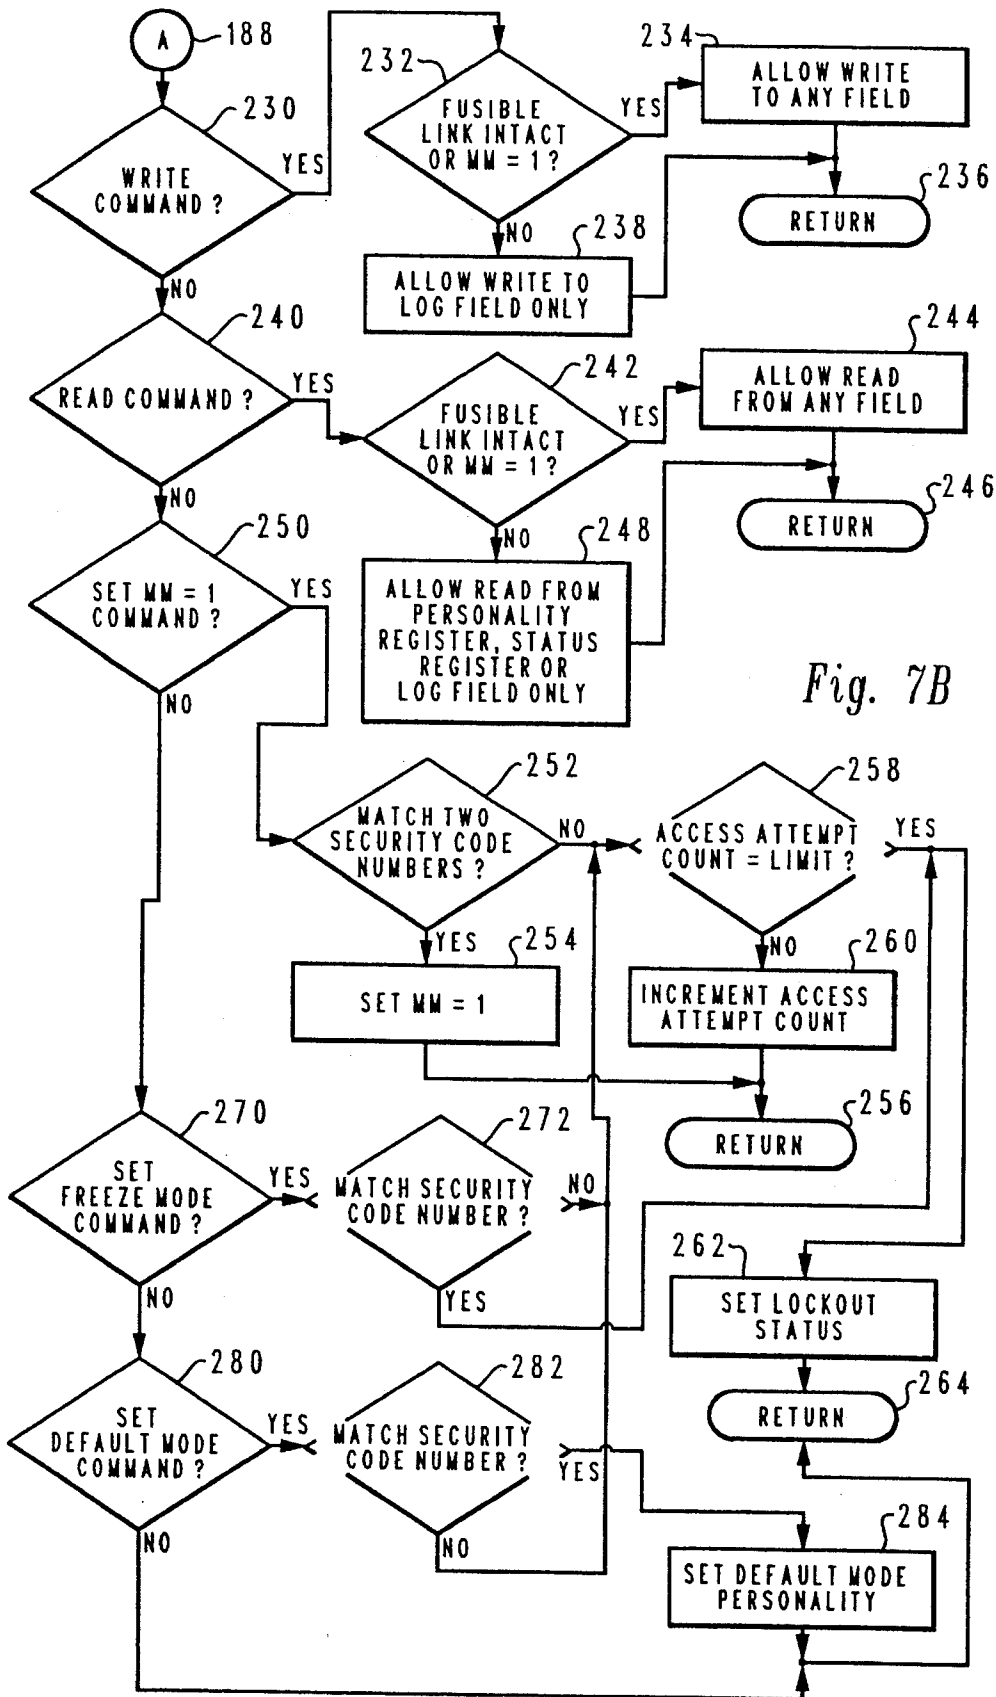 A
188
230
WRITE
COMMAND ?
YES
NO
232
FUSIBLE
LINK INTACT
OR MM = 1 ?
YES
NO
234
ALLOW WRITE
TO ANY FIELD
236
RETURN
238
ALLOW WRITE TO
LOG FIELD ONLY
240
READ COMMAND ?
YES
NO
242
FUSIBLE
LINK INTACT
OR MM = 1 ?
YES
NO
244
ALLOW READ
FROM ANY FIELD
246
RETURN
248
ALLOW READ FROM
PERSONALITY
REGISTER, STATUS
REGISTER OR
LOG FIELD ONLY
250
SET MM = 1
COMMAND ?
YES
NO
Fig. 7B
252
MATCH TWO
SECURITY CODE
NUMBERS ?
NO
YES
254
SET MM = 1
258
ACCESS ATTEMPT
COUNT = LIMIT ?
YES
NO
260
INCREMENT ACCESS
ATTEMPT COUNT
256
RETURN
270
SET
FREEZE MODE
COMMAND ?
YES
NO
272
MATCH SECURITY
CODE NUMBER ?
NO
YES
262
SET LOCKOUT
STATUS
264
RETURN
280
SET
DEFAULT MODE
COMMAND ?
YES
NO
282
MATCH SECURITY
CODE NUMBER ?
YES
NO
284
SET DEFAULT MODE
PERSONALITY